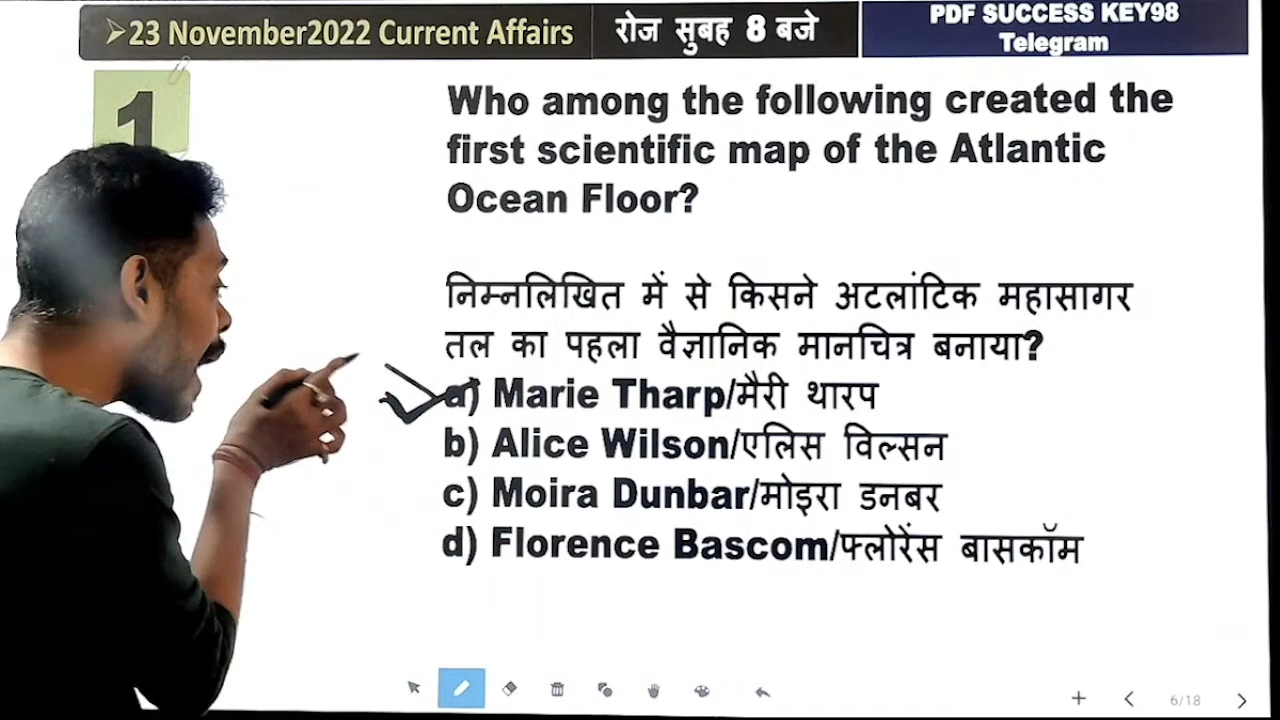 ➢23 November2022 Current Affairs
रोज सुबह 8 बजे
PDF SUCCESS KEY98
Telegram
1
Who among the following created the
first scientific map of the Atlantic
Ocean Floor?
निम्नलिखित में से किसने अटलांटिक महासागर
तल का पहला वैज्ञानिक मानचित्र बनाया?
a) Marie Tharp/मैरी थारप
b) Alice Wilson/एलिस विल्सन
c) Moira Dunbar/मोइरा डनबर
d) Florence Bascom/फ्लोरेंस बासकॉम
6/18